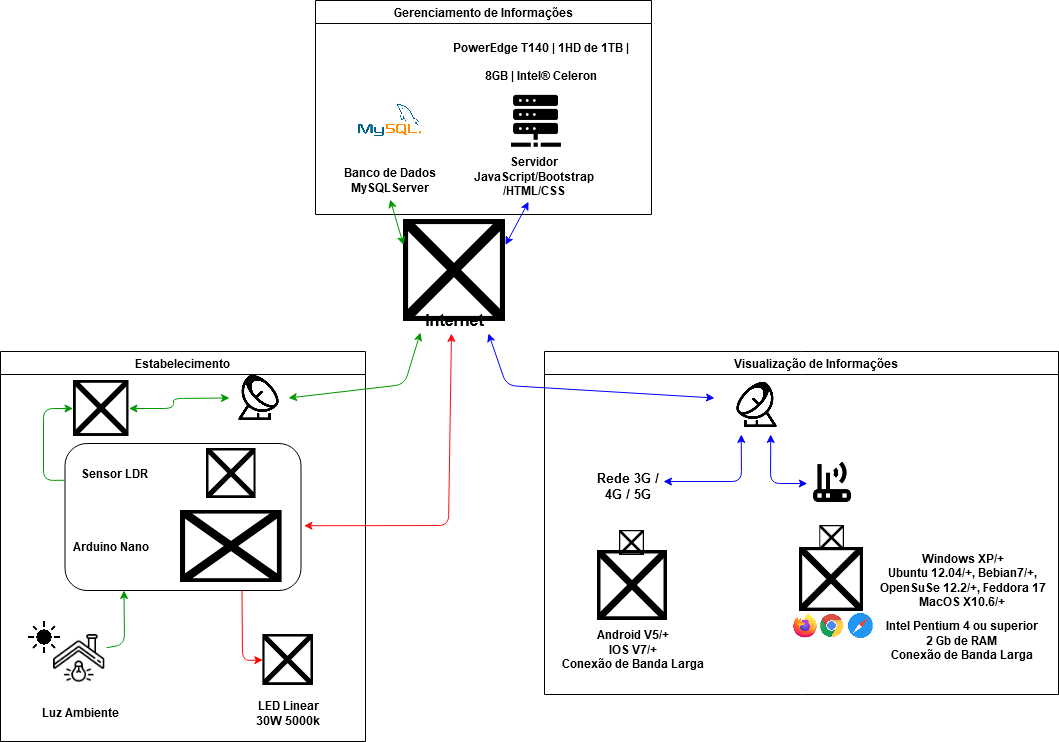 Gerenciamento de Informações
PowerEdge T140 | 1HD de 1TB |
8GB | Intel® Celeron
MySQL
Banco de Dados
MySQLServer
Servidor
JavaScript/Bootstrap
/HTML/CSS
Internet
Estabelecimento
Sensor LDR
Arduino Nano
Luz Ambiente
LED Linear
30W 5000k
Visualização de Informações
Rede 3G /
4G / 5G
Android V5/+
IOS V7/+
Conexão de Banda Larga
Windows XP/+
Ubuntu 12.04/+, Bebian7/+,
OpenSuSe 12.2/+, Feddora 17
MacOS X10.6/+
Intel Pentium 4 ou superior
2 Gb de RAM
Conexão de Banda Larga